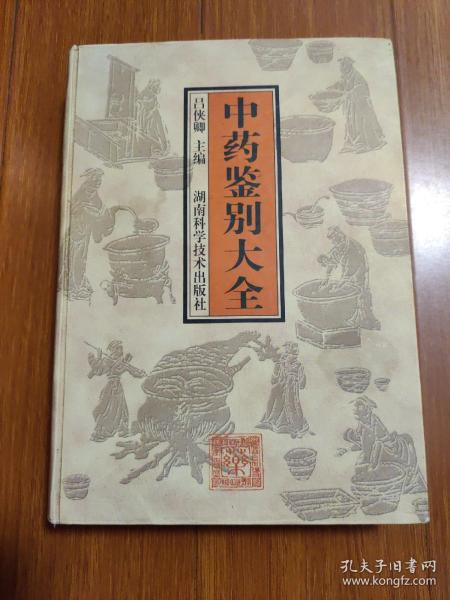 中药鉴别大全
吕侠卿 主编 湖南科学技术出版社
孔夫子旧书网
www.kongfz.com